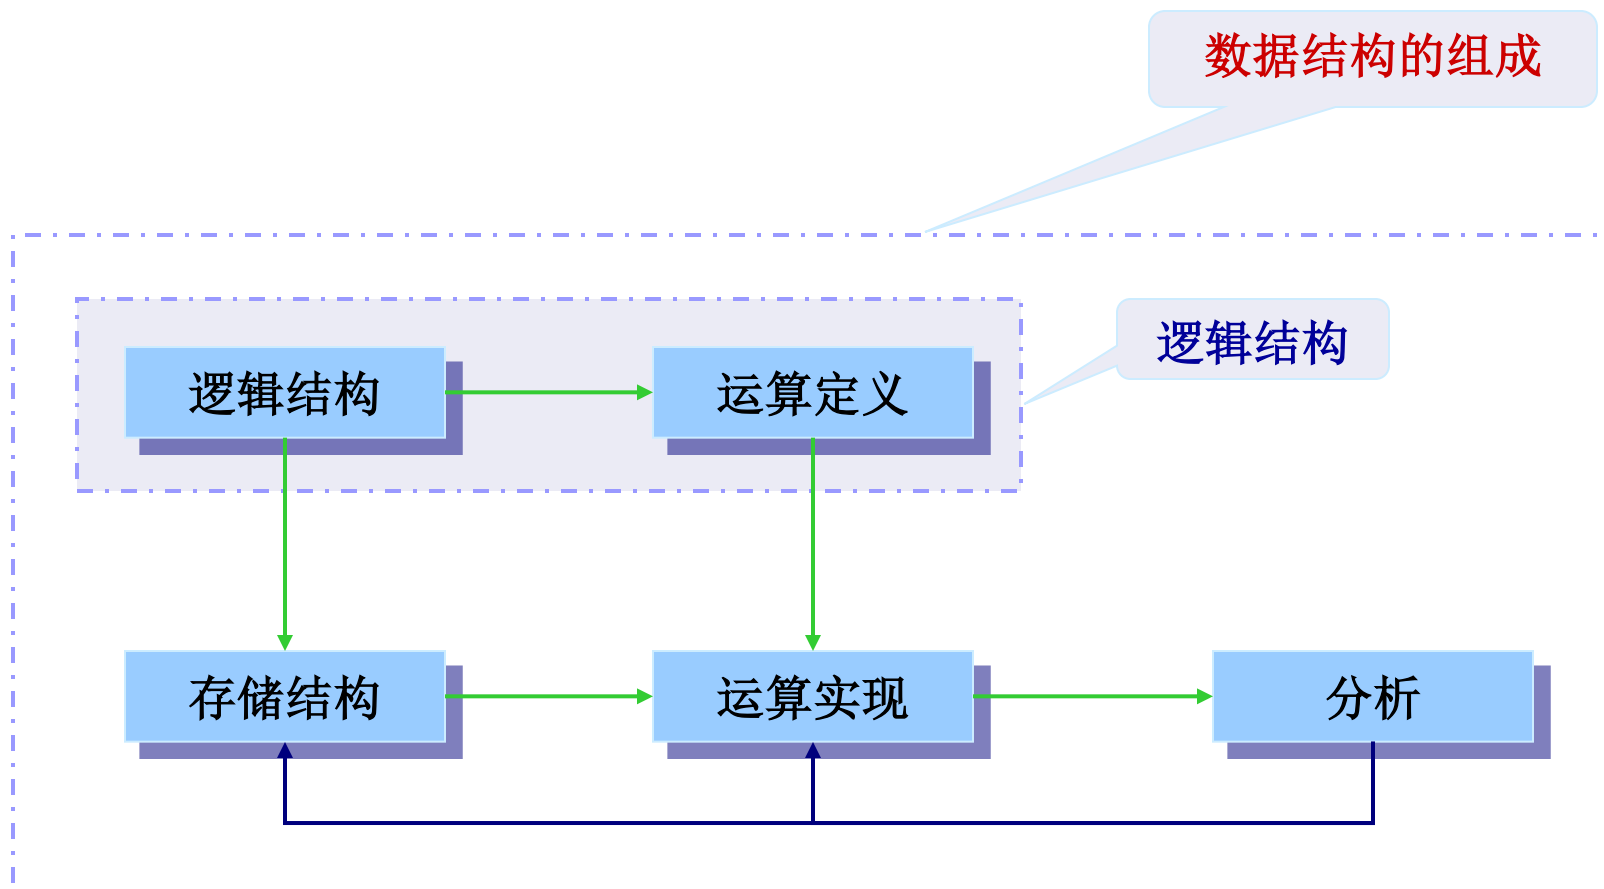 数据结构的组成
逻辑结构
逻辑结构
运算定义
存储结构
运算实现
分析